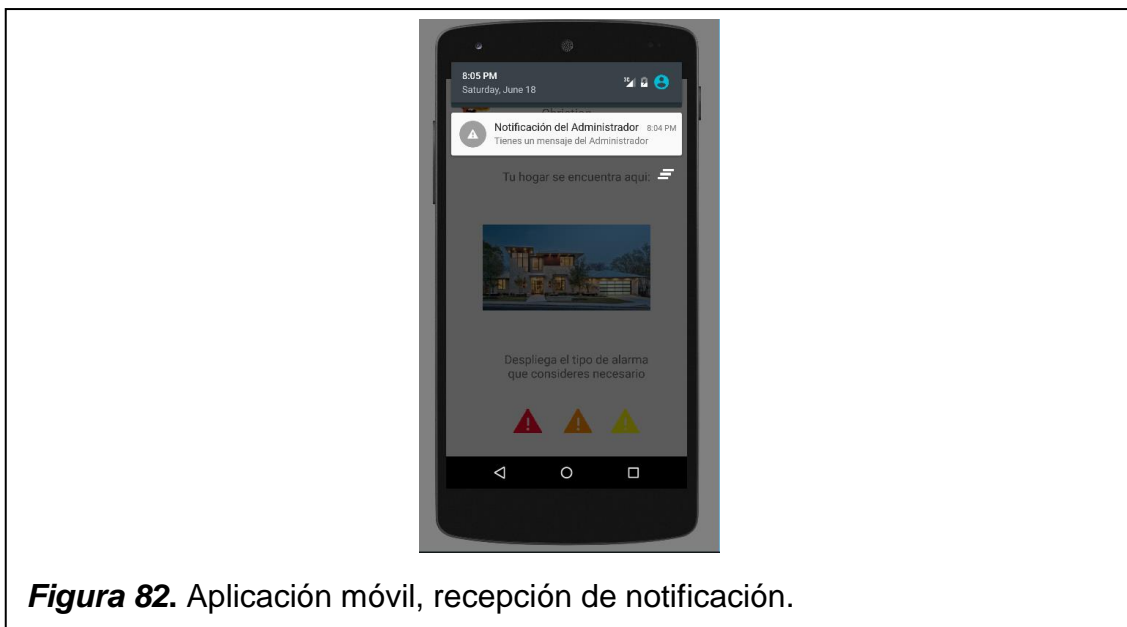 8:05 PM
Saturday, June 18
Christian
Notificación del Administrador 8:04 PM
Tienes un mensaje del Administrador
Tu hogar se encuentra aquí:
Despliega el tipo de alarma
que consideres necesario
Figura 82. Aplicación móvil, recepción de notificación.